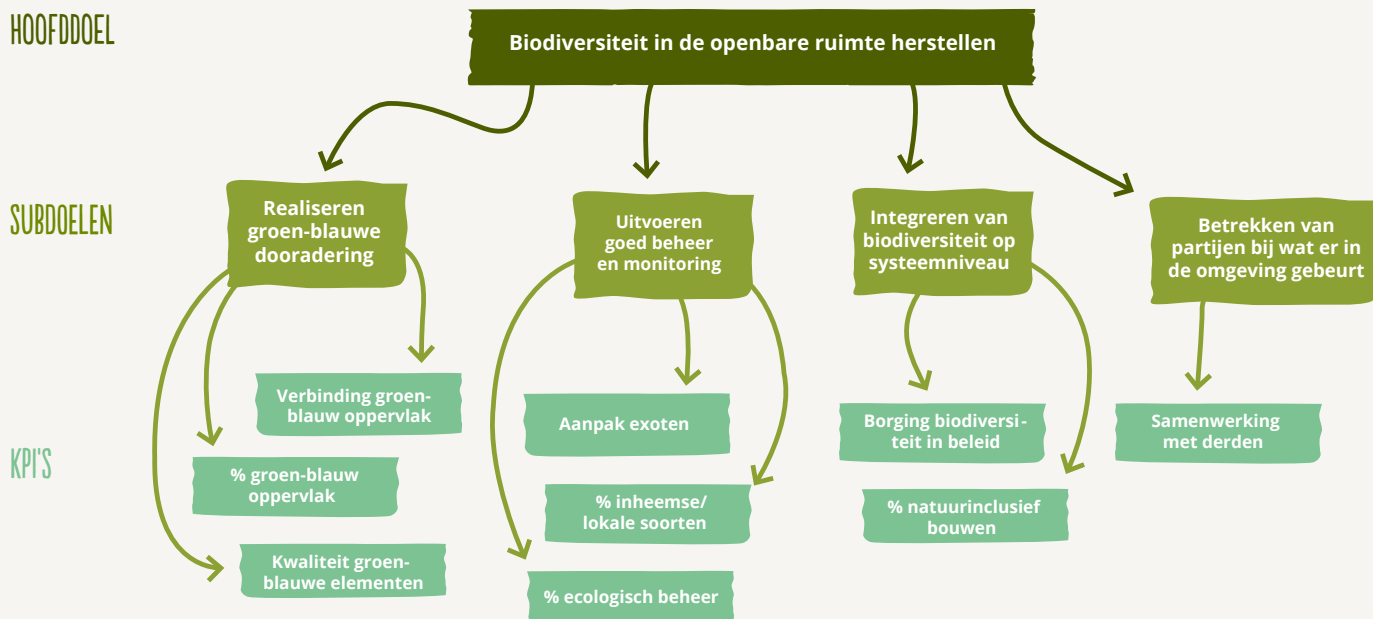 HOOFDDOEL
Biodiversiteit in de openbare ruimte herstellen
SUBDOELEN
Realiseren
groen-blauwe
dooradering
Uitvoeren
goed beheer
en monitoring
Integreren van
biodiversiteit op
systeemniveau
Betrekken van
partijen bij wat er in
de omgeving gebeurt
KPI'S
Verbinding groen-
blauw oppervlak
% groen-blauw
oppervlak
Kwaliteit groen-
blauwe elementen
Aanpak exoten
% inheemse/
lokale soorten
% ecologisch beheer
Borging biodiversi-
teit in beleid
% natuurinclusief
bouwen
Samenwerking
met derden